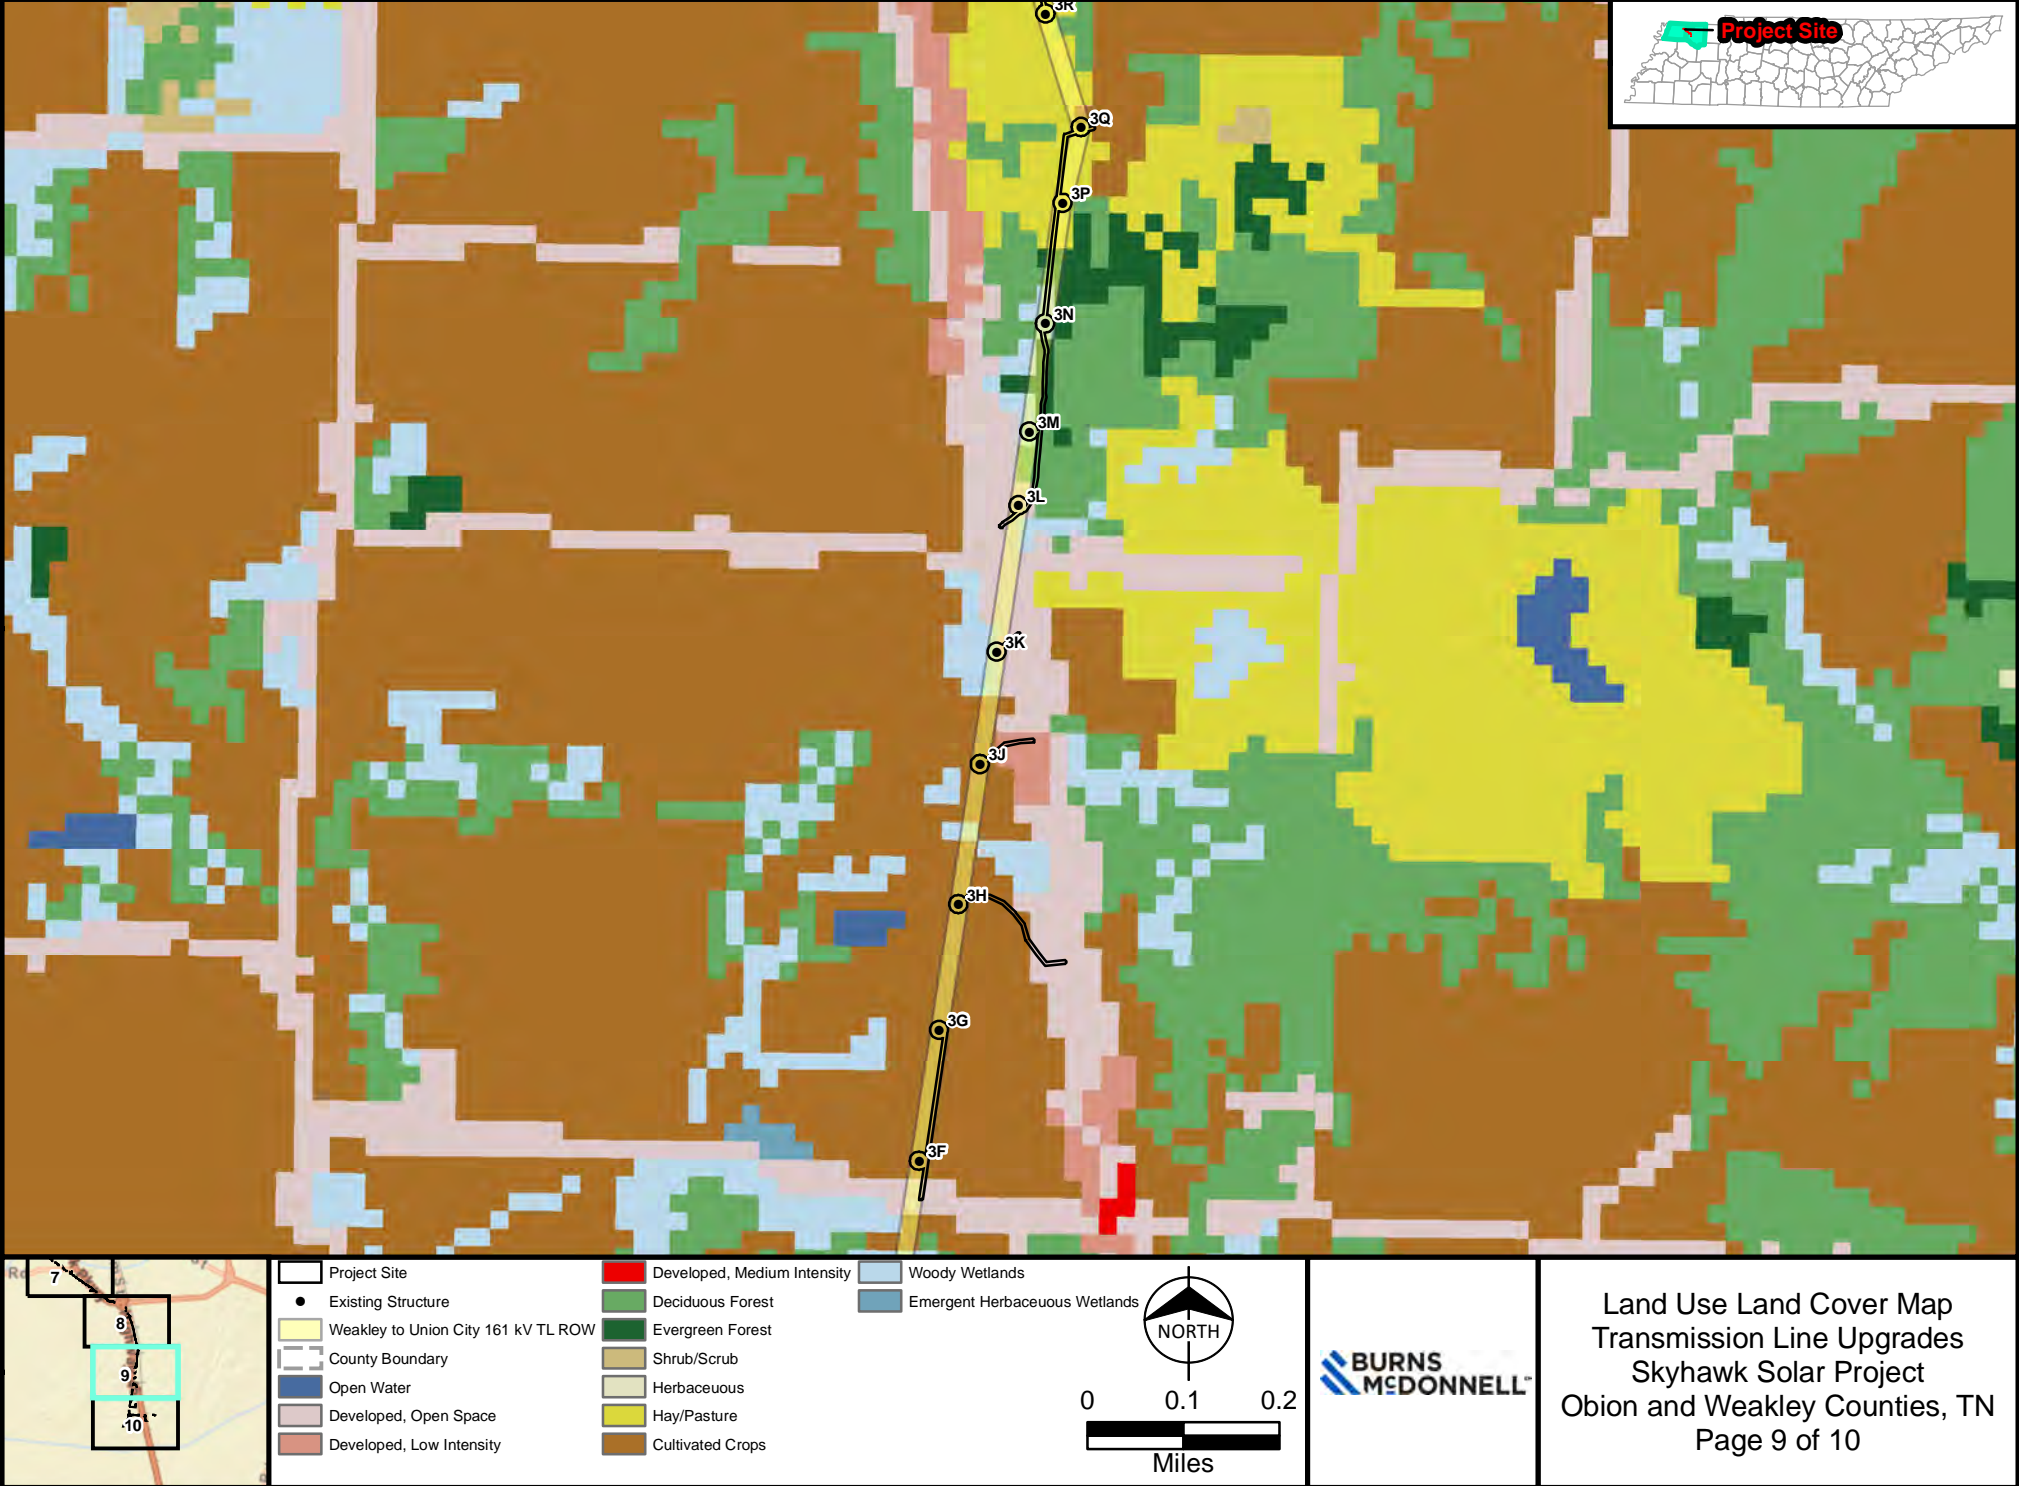 3R
Project Site
3Q
3P
3N
3M
3L
3K
3J
3H
3G
3F
7
8
9
10
Project Site
Existing Structure
Weakley to Union City 161 kV TL ROW
County Boundary
Open Water
Developed, Open Space
Developed, Low Intensity
Developed, Medium Intensity
Deciduous Forest
Evergreen Forest
Shrub/Scrub
Herbaceuous
Hay/Pasture
Cultivated Crops
Woody Wetlands
Emergent Herbaceuous Wetlands
NORTH
0 0.1 0.2
Miles
BURNS
McDONNELL
Land Use Land Cover Map
Transmission Line Upgrades
Skyhawk Solar Project
Obion and Weakley Counties, TN
Page 9 of 10